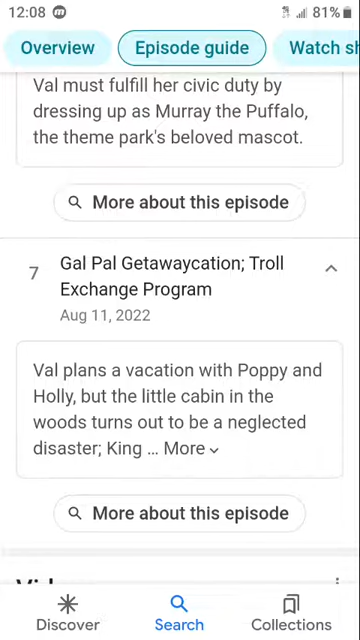 12:08
81%
Overview
Episode guide
Watch sh
Val must fulfill her civic duty by
dressing up as Murray the Puffalo,
the theme park's beloved mascot.
More about this episode
7
Gal Pal Getawaycation; Troll
Exchange Program
Aug 11, 2022
Val plans a vacation with Poppy and
Holly, but the little cabin in the
woods turns out to be a neglected
disaster; King ... More
More about this episode
Discover
Search
Collections